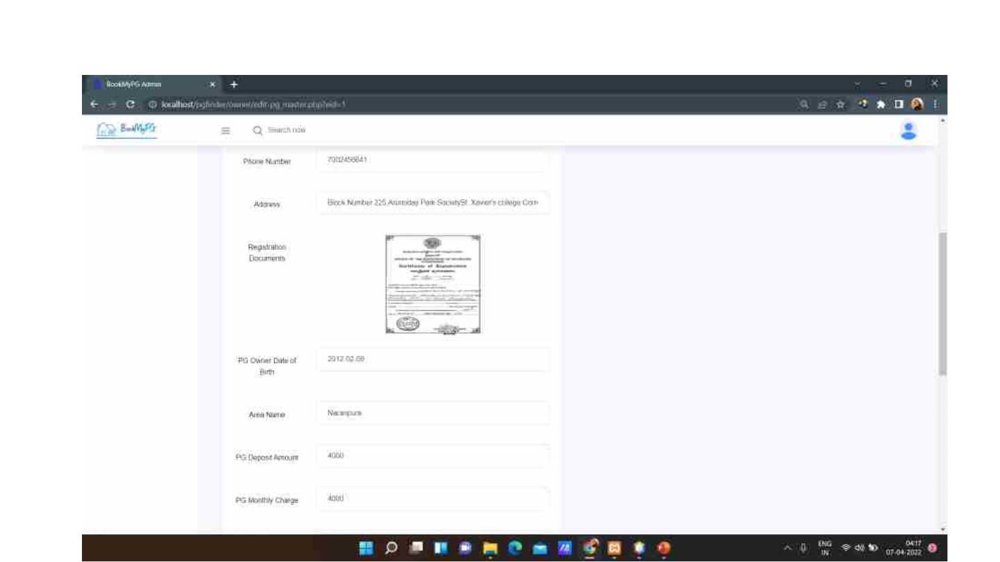 BookMyPG Admin
localhost/pgfinder/owner/edit-pg_master.php?eid=1
BookMyPG
Search now
Phone Number
7002456841
Address
Block Number 225 Arunoday Park SocietySt. Xavier's college Corn
Registration
Documents
Certificate of Registration
PG Owner Date of
Birth
2012.02.09
Area Name
Naranpura
PG Deposit Amount
4000
PG Monthly Charge
4000
ENG
IN
04:17
07-04-2022